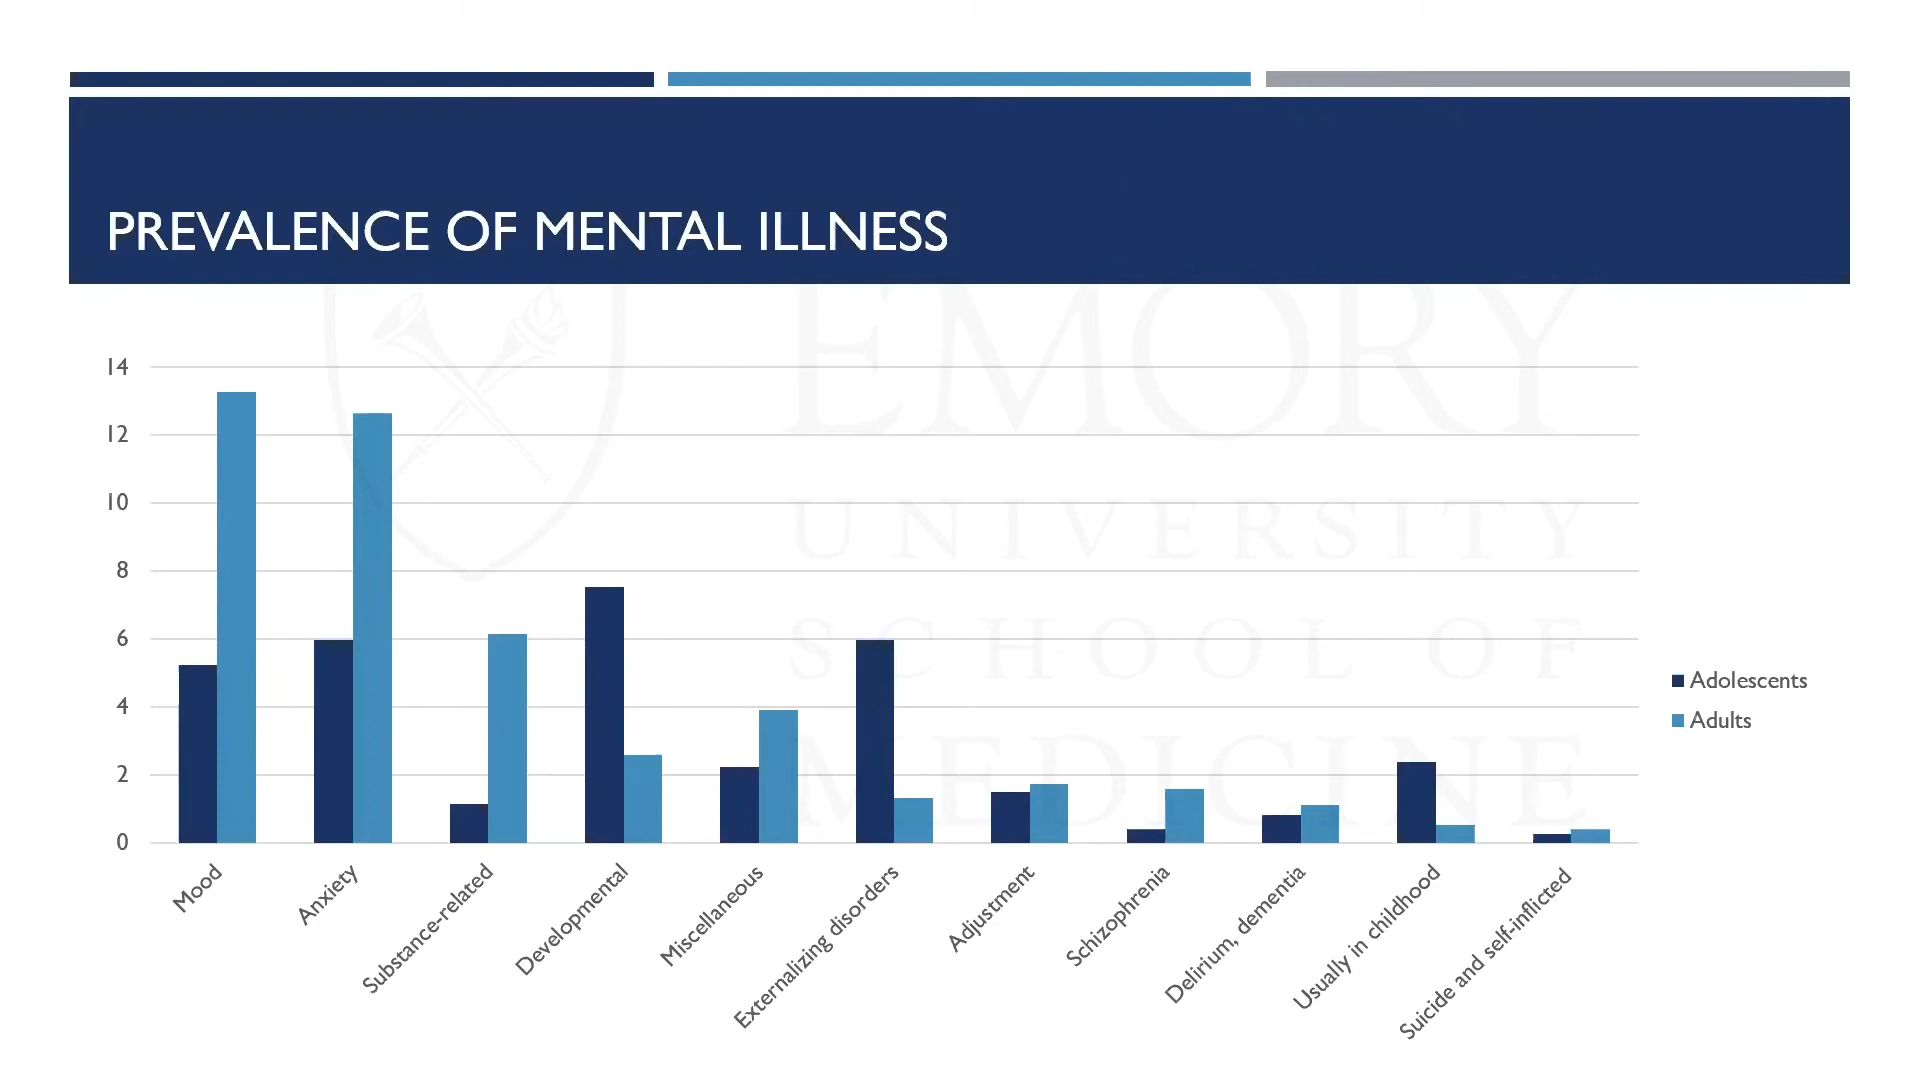 PREVALENCE OF MENTAL ILLNESS
EMORY
UNIVERSITY
SCHOOL OF
MEDICINE
14
12
10
8
6
4
2
0
Mood
Anxiety
Substance-related
Developmental
Miscellaneous
Externalizing disorders
Adjustment
Schizophrenia
Delirium, dementia
Usually in childhood
Suicide and self-inflicted
Adolescents
Adults